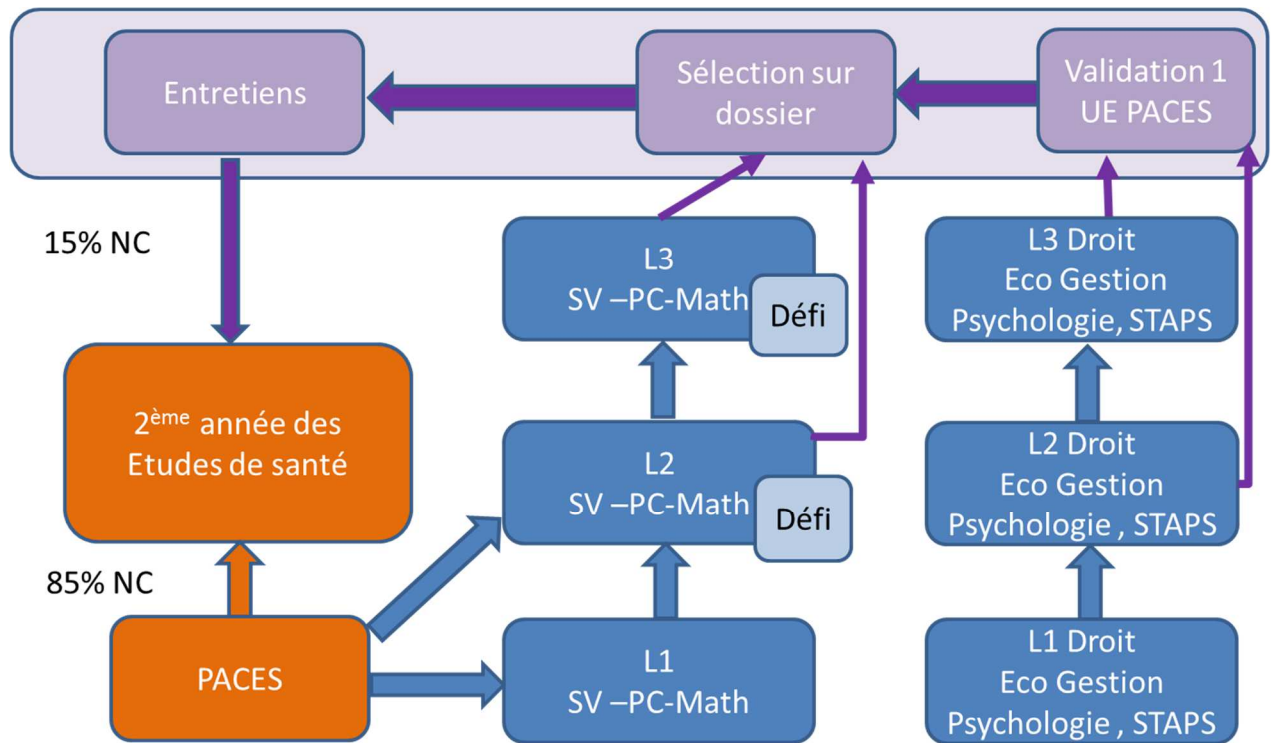 Entretiens
Sélection sur
dossier
Validation 1
UE PACES
15% NC
L3
SV –PC-Math
Défi
L3 Droit
Eco Gestion
Psychologie, STAPS
2ème année des
Etudes de santé
L2
SV –PC-Math
Défi
L2 Droit
Eco Gestion
Psychologie , STAPS
85% NC
PACES
L1
SV –PC-Math
L1 Droit
Eco Gestion
Psychologie , STAPS